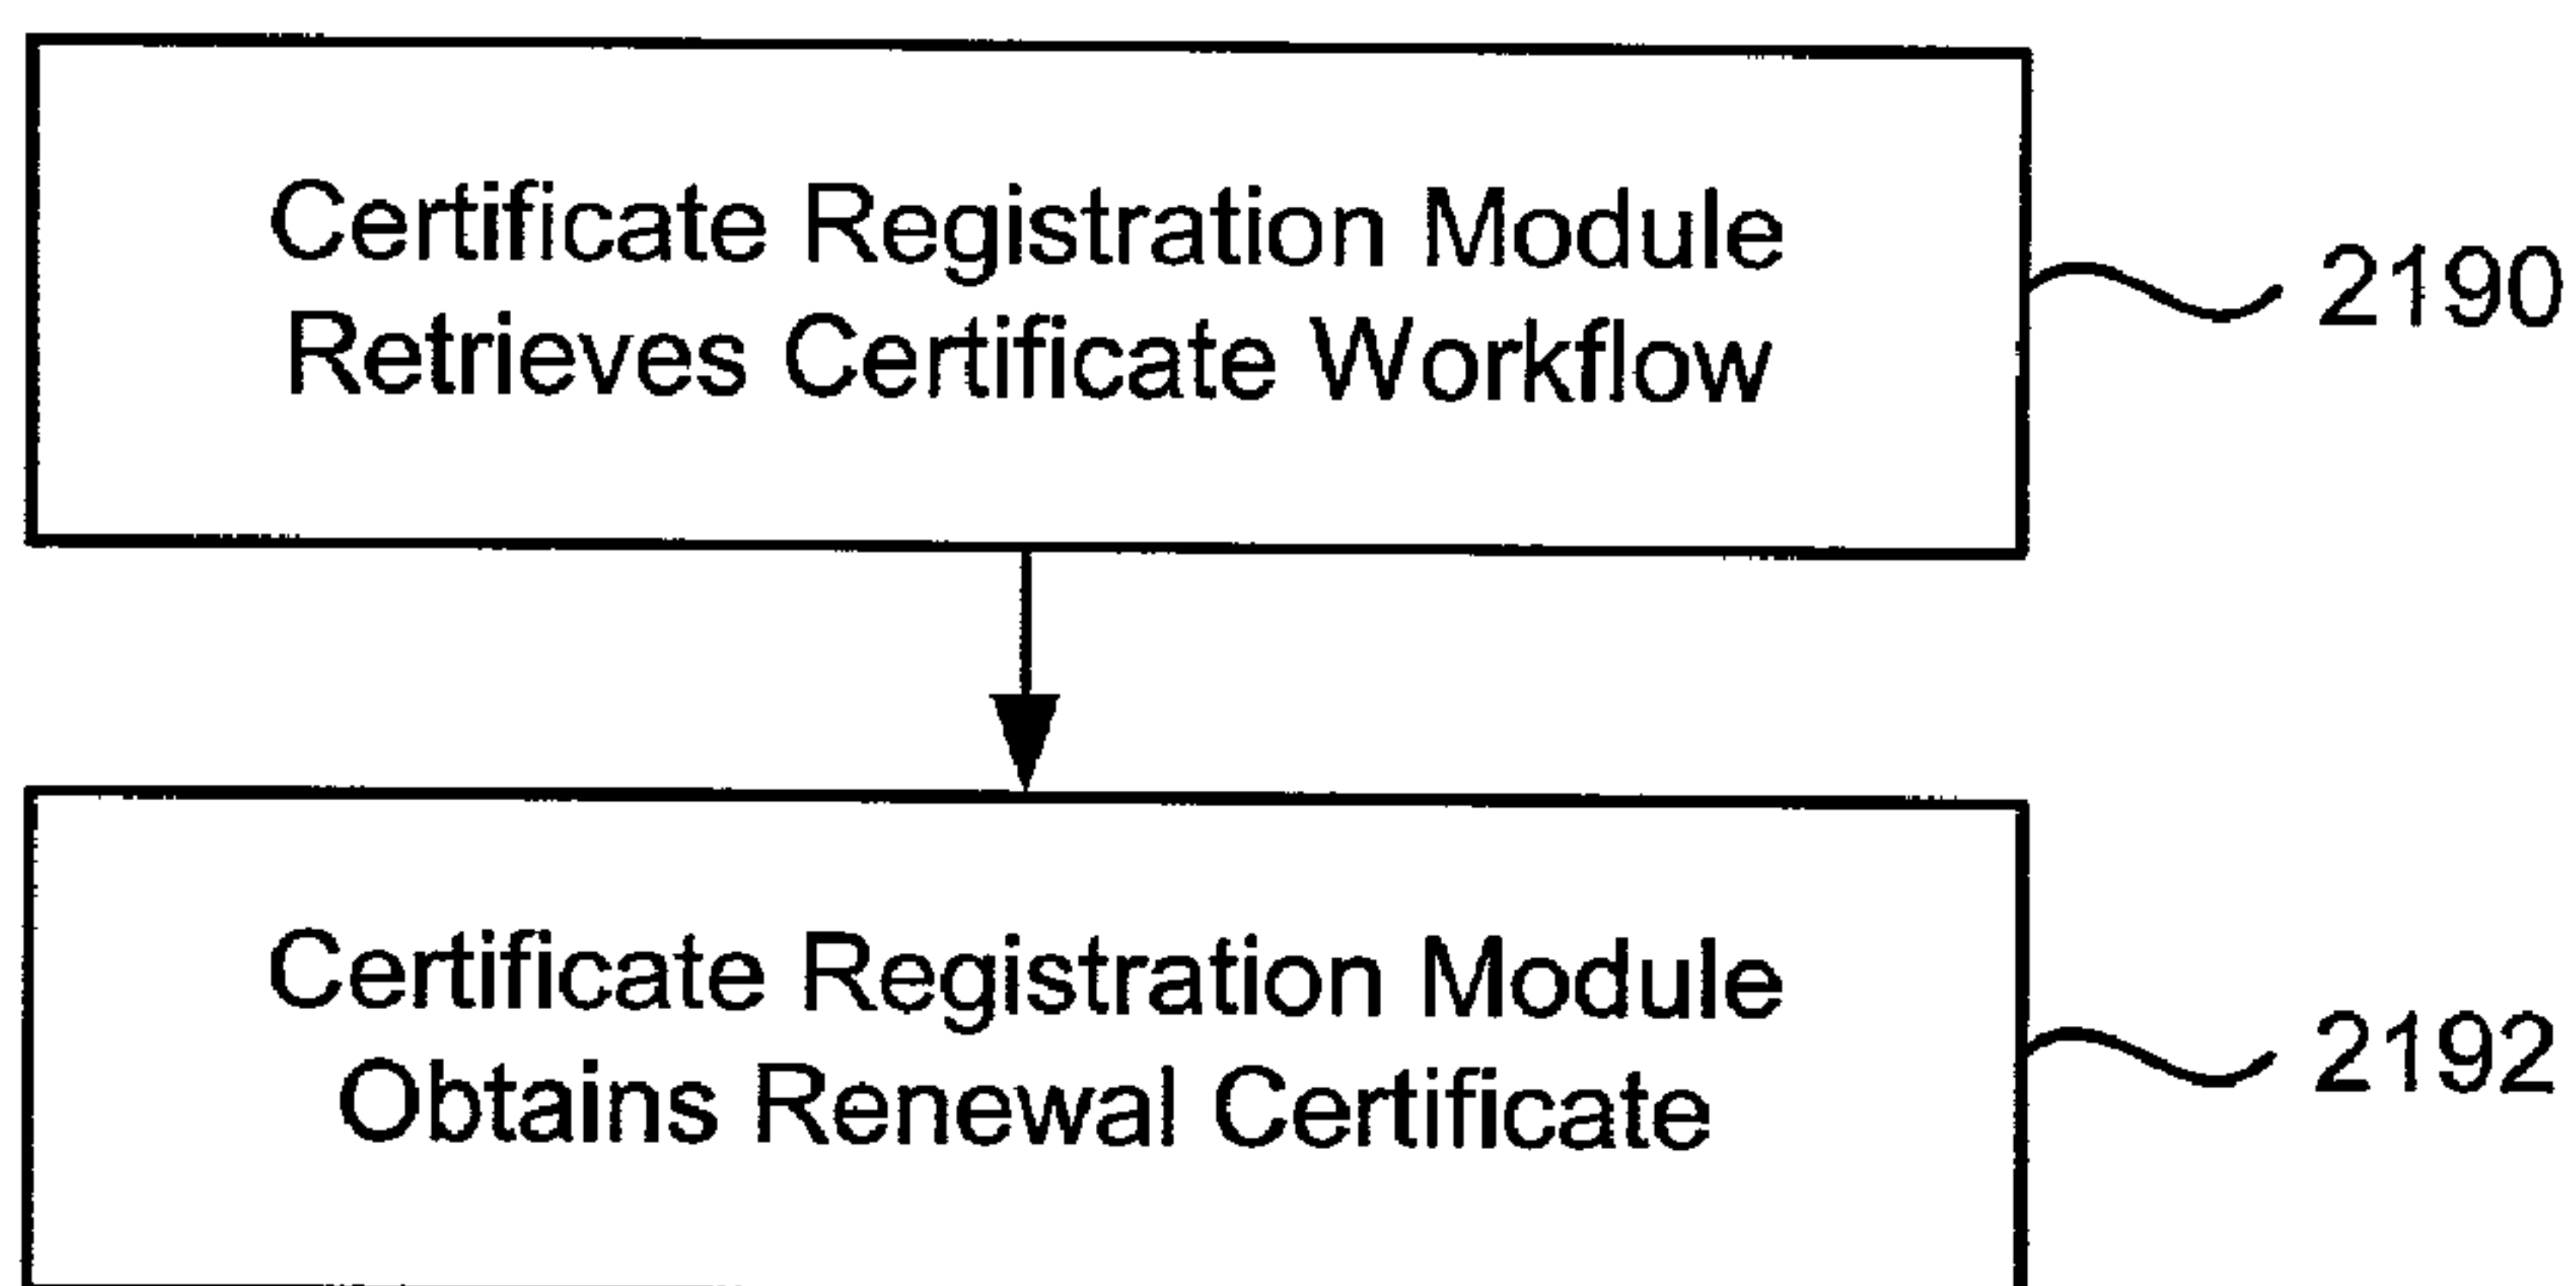 Certificate Registration Module
Retrieves Certificate Workflow
2190
Certificate Registration Module
Obtains Renewal Certificate
2192